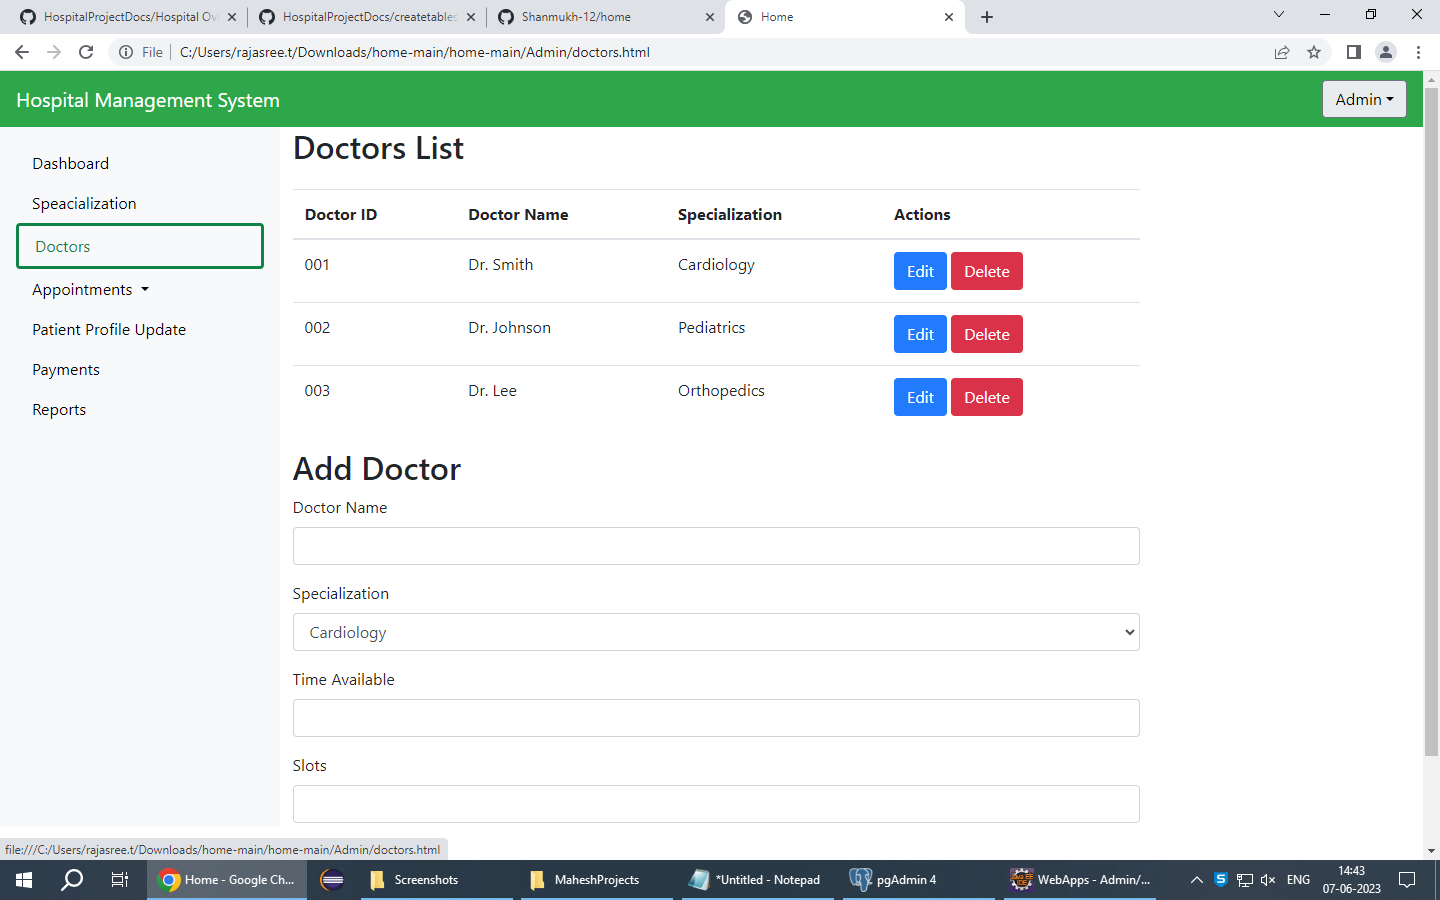 HospitalProjectDocs/Hospital Ov
HospitalProjectDocs/createtables
Shanmukh-12/home
Home
File
C:/Users/rajasree.t/Downloads/home-main/home-main/Admin/doctors.html
Hospital Management System
Admin
Dashboard
Speacialization
Doctors
Appointments
Patient Profile Update
Payments
Reports
Doctors List
Doctor ID Doctor Name Specialization Actions
001 Dr. Smith Cardiology Edit Delete
002 Dr. Johnson Pediatrics Edit Delete
003 Dr. Lee Orthopedics Edit Delete
Add Doctor
Doctor Name
Specialization
Cardiology
Time Available
Slots
file:///C:/Users/rajasree.t/Downloads/home-main/home-main/Admin/doctors.html
Home - Google Ch...
Screenshots
MaheshProjects
*Untitled - Notepad
pgAdmin 4
WebApps - Admin/...
S
ENG
14:43
07-06-2023